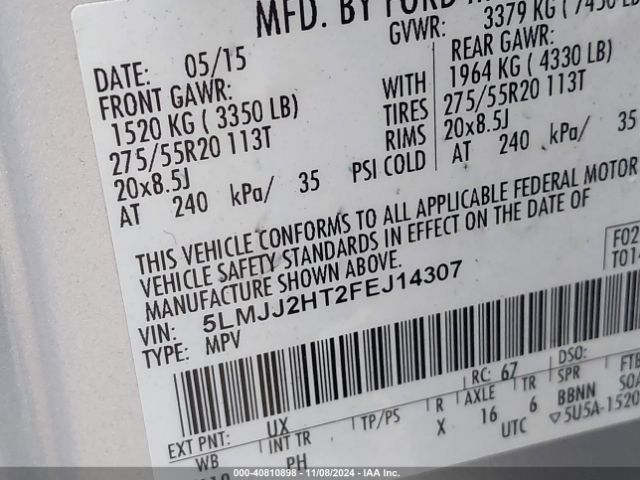 MFD. BY FORD
GVWR: 3379 KG ( 7450 LB
DATE: 05/15
FRONT GAWR:
1520 KG ( 3350 LB)
275/55R20 113T
20x8.5J
AT 240 kPa/ 35
WITH
TIRES
RIMS
PSI COLD
REAR GAWR:
1964 KG ( 4330 LB)
275/55R20 113T
20x8.5J
AT 240 kPa/ 35
THIS VEHICLE CONFORMS TO ALL APPLICABLE FEDERAL MOTOR
VEHICLE SAFETY STANDARDS IN EFFECT ON THE DATE OF
MANUFACTURE SHOWN ABOVE.
VIN: 5LMJJ2HT2FEJ14307
TYPE: MPV
F02
T014
EXT PNT: UX
RC: 67
DSO:
WB
INT TR
TP/PS
R
AXLE
TR
SPR
PH
X
16
6
BBNN
UTC
▽5U5A-1520
000-40810898 - 11/08/2024 - IAA Inc.